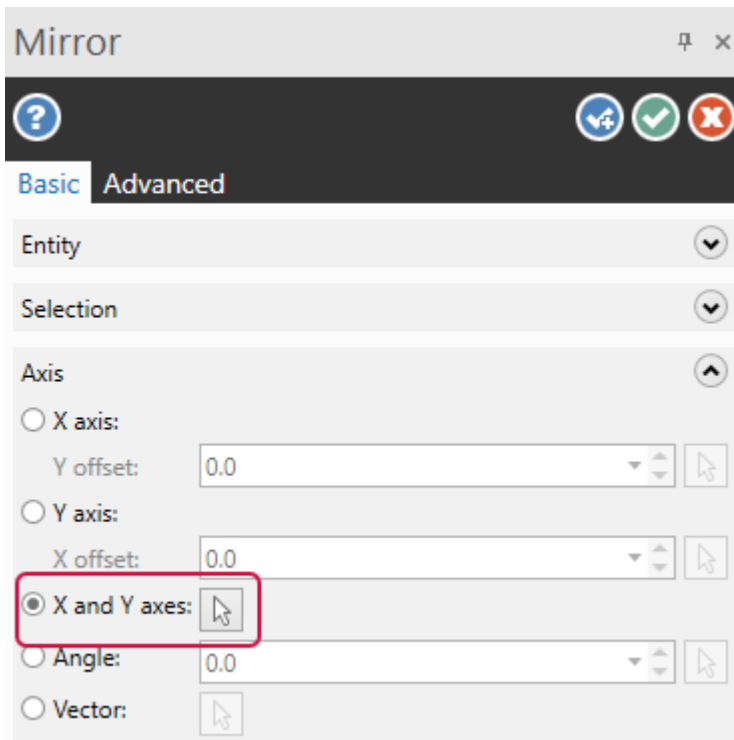 Mirror
Basic Advanced
Entity
Selection
Axis
X axis:
Y offset: 0.0
Y axis:
X offset: 0.0
X and Y axes:
Angle: 0.0
Vector: